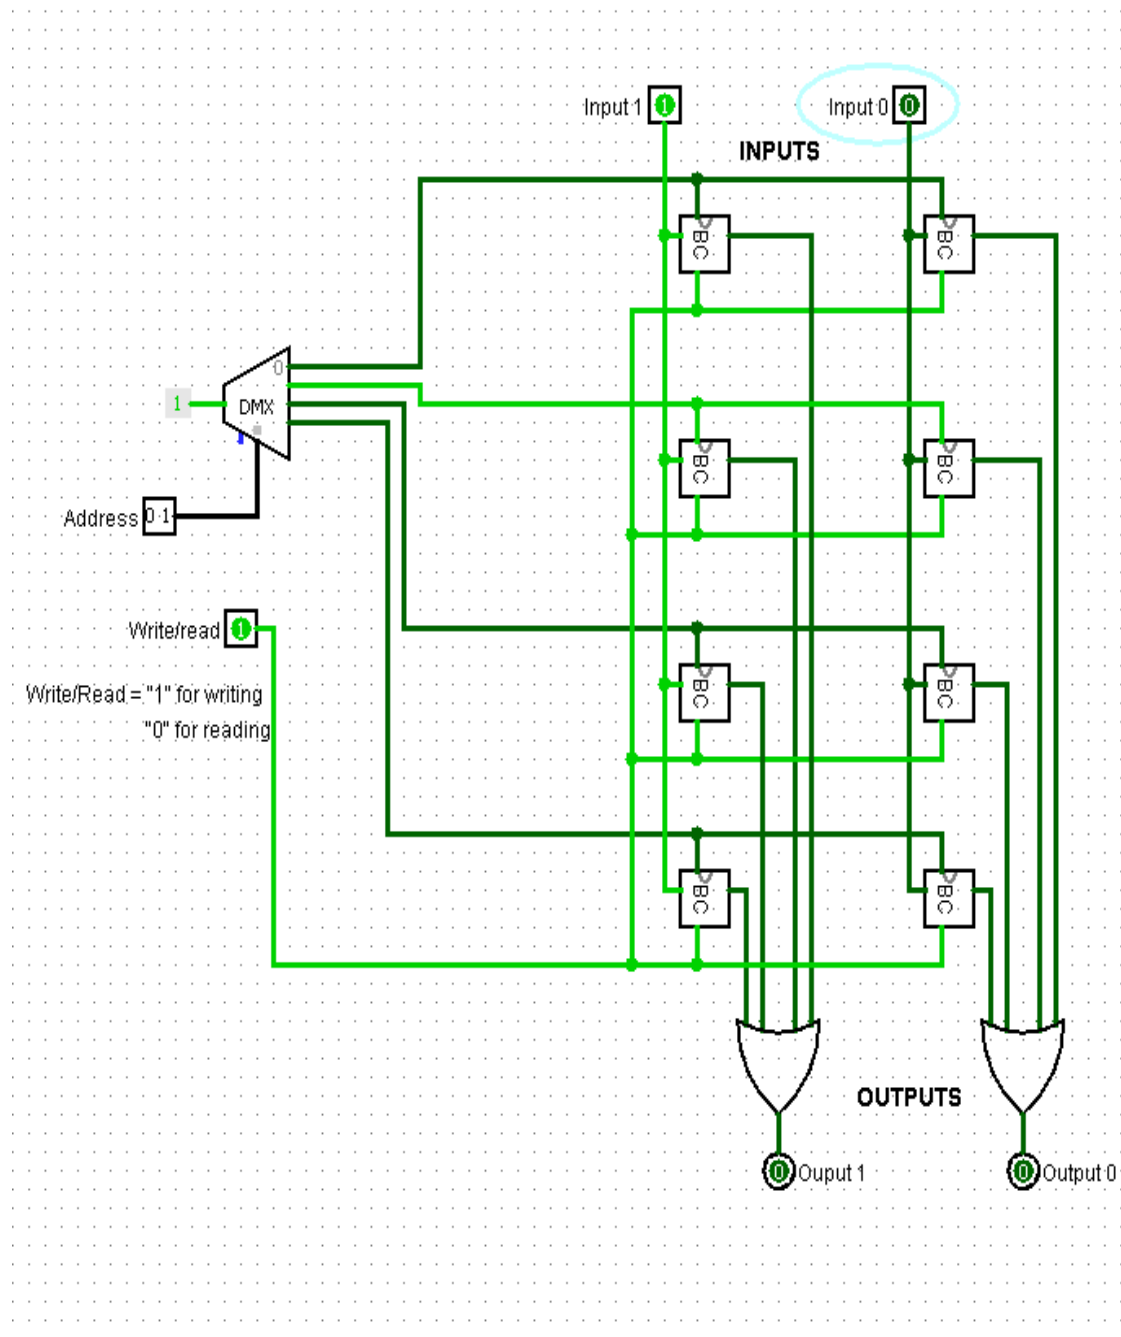 Input 1 1
Input 0 0
INPUTS
BC BC
0
1
DMX
BC BC
Address 0 1
Write/read 1
Write/Read = "1" for writing
"0" for reading
BC BC
BC BC
OUTPUTS
0 Ouput 1
0 Output 0